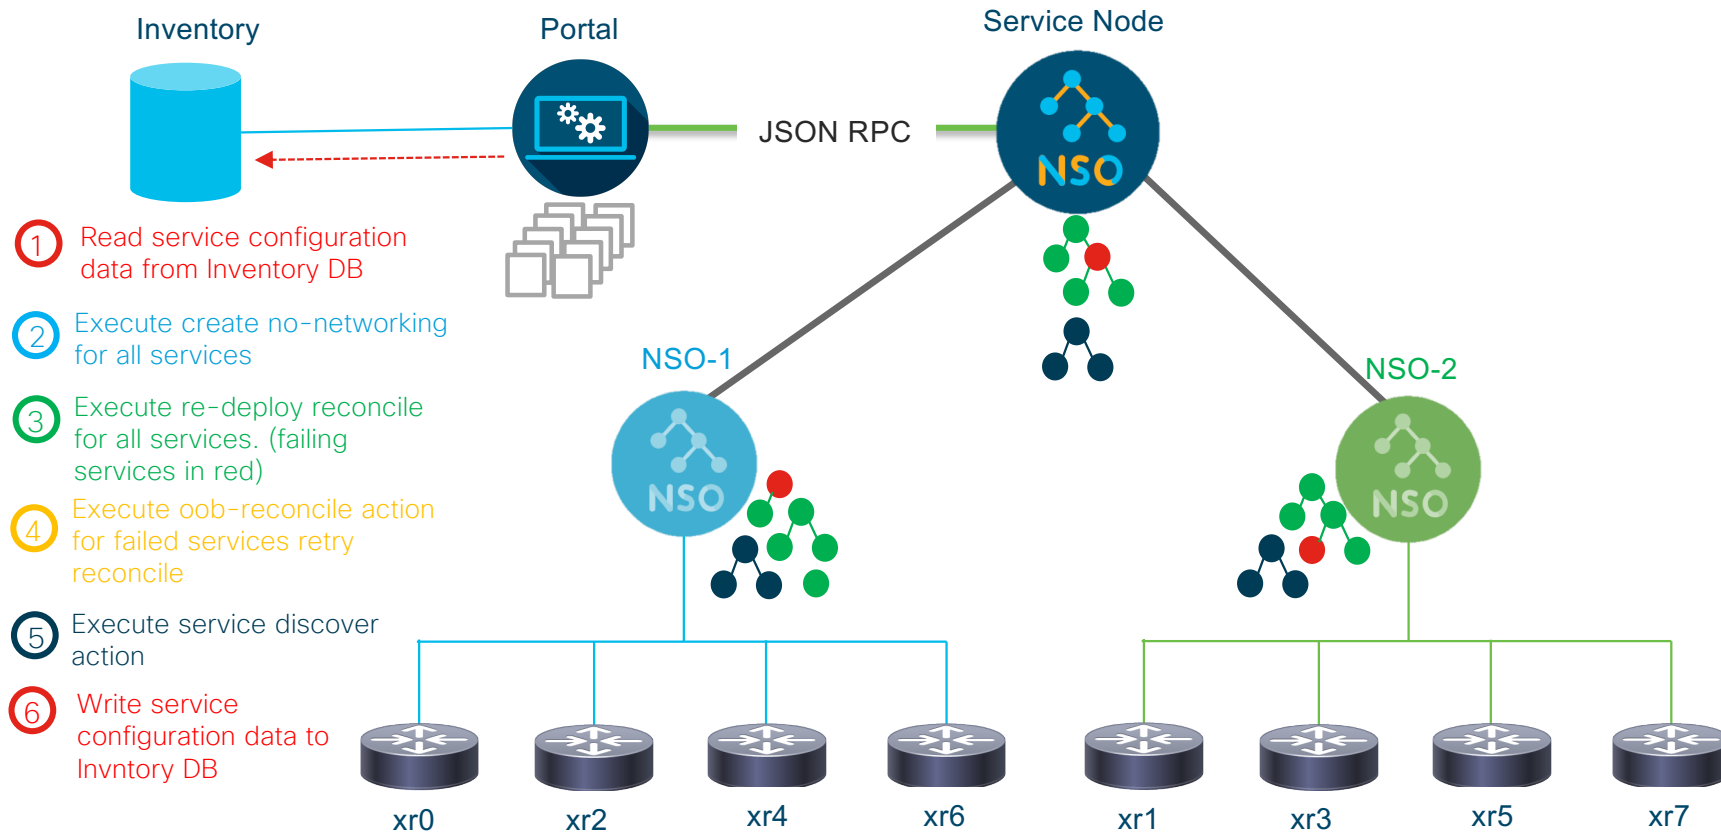 Inventory
Portal
Service Node
JSON RPC
NSO
1
Read service configuration
data from Inventory DB
2
Execute create no-networking
for all services
3
Execute re-deploy reconcile
for all services. (failing
services in red)
4
Execute oob-reconcile action
for failed services retry
reconcile
5
Execute service discover
action
6
Write service
configuration data to
Invntory DB
NSO-1
NSO
NSO-2
NSO
xr0
xr2
xr4
xr6
xr1
xr3
xr5
xr7